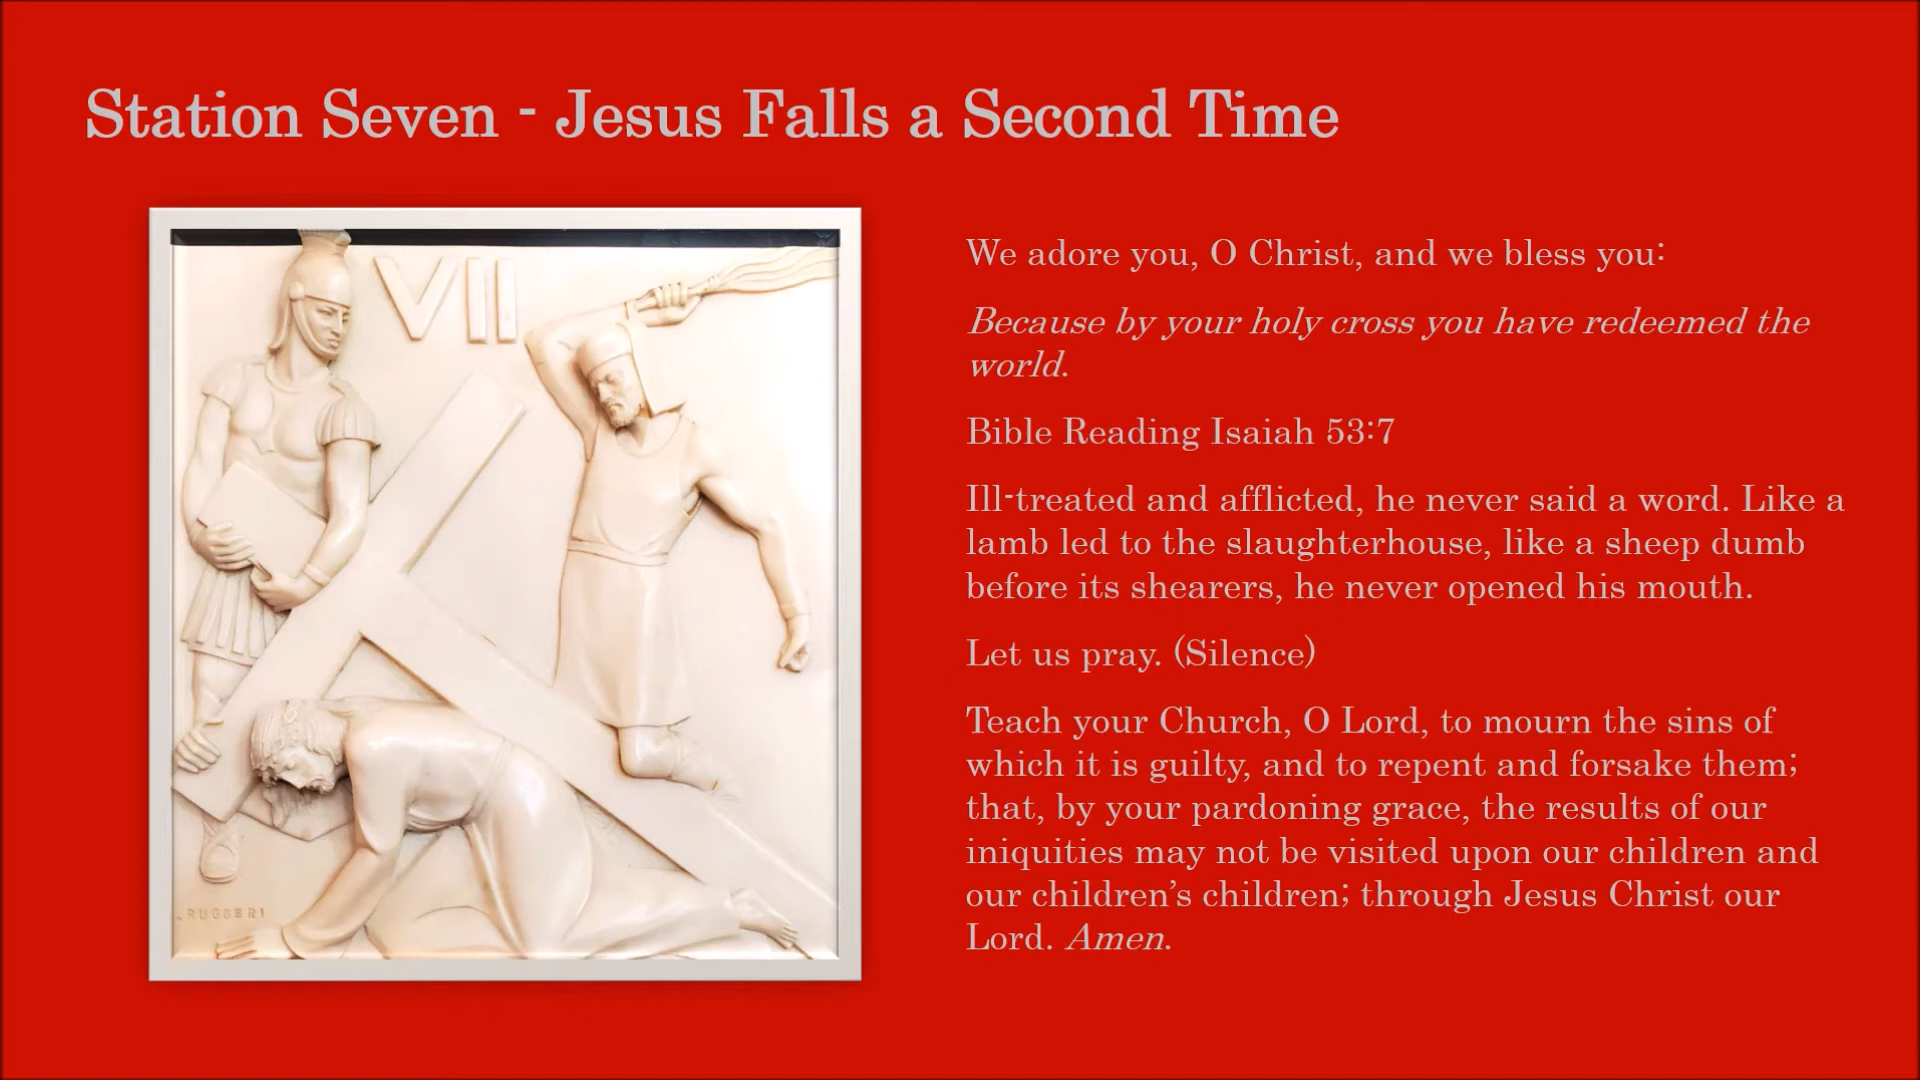 Station Seven - Jesus Falls a Second Time
VII
RUGGERI
We adore you, O Christ, and we bless you:
Because by your holy cross you have redeemed the
world.
Bible Reading Isaiah 53:7
Ill-treated and afflicted, he never said a word. Like a
lamb led to the slaughterhouse, like a sheep dumb
before its shearers, he never opened his mouth.
Let us pray. (Silence)
Teach your Church, O Lord, to mourn the sins of
which it is guilty, and to repent and forsake them;
that, by your pardoning grace, the results of our
iniquities may not be visited upon our children and
our children’s children; through Jesus Christ our
Lord. Amen.